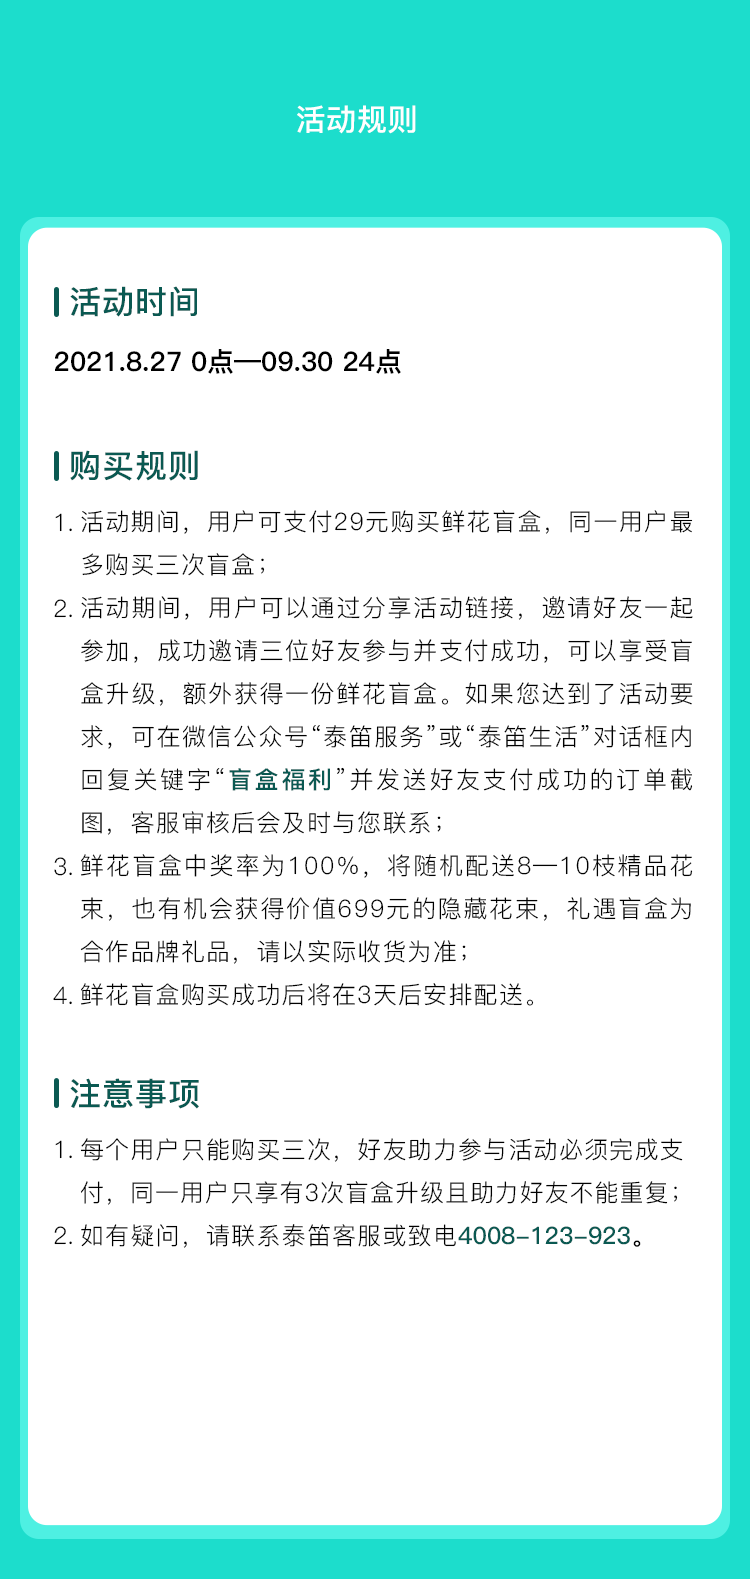 活动规则
活动时间
2021.8.27 0点—09.30 24点
购买规则
1. 活动期间，用户可支付29元购买鲜花盲盒，同一用户最
多购买三次盲盒；
2. 活动期间，用户可以通过分享活动链接，邀请好友一起
参加，成功邀请三位好友参与并支付成功，可以享受盲
盒升级，额外获得一份鲜花盲盒。如果您达到了活动要
求，可在微信公众号“泰笛服务”或“泰笛生活”对话框内
回复关键字“盲盒福利”并发送好友支付成功的订单截
图，客服审核后会及时与您联系；
3. 鲜花盲盒中奖率为100%，将随机配送8—10枝精品花
束，也有机会获得价值699元的隐藏花束，礼遇盲盒为
合作品牌礼品，请以实际收货为准；
4. 鲜花盲盒购买成功后将在3天后安排配送。
注意事项
1. 每个用户只能购买三次，好友助力参与活动必须完成支
付，同一用户只享有3次盲盒升级且助力好友不能重复；
2. 如有疑问，请联系泰笛客服或致电4008-123-923。